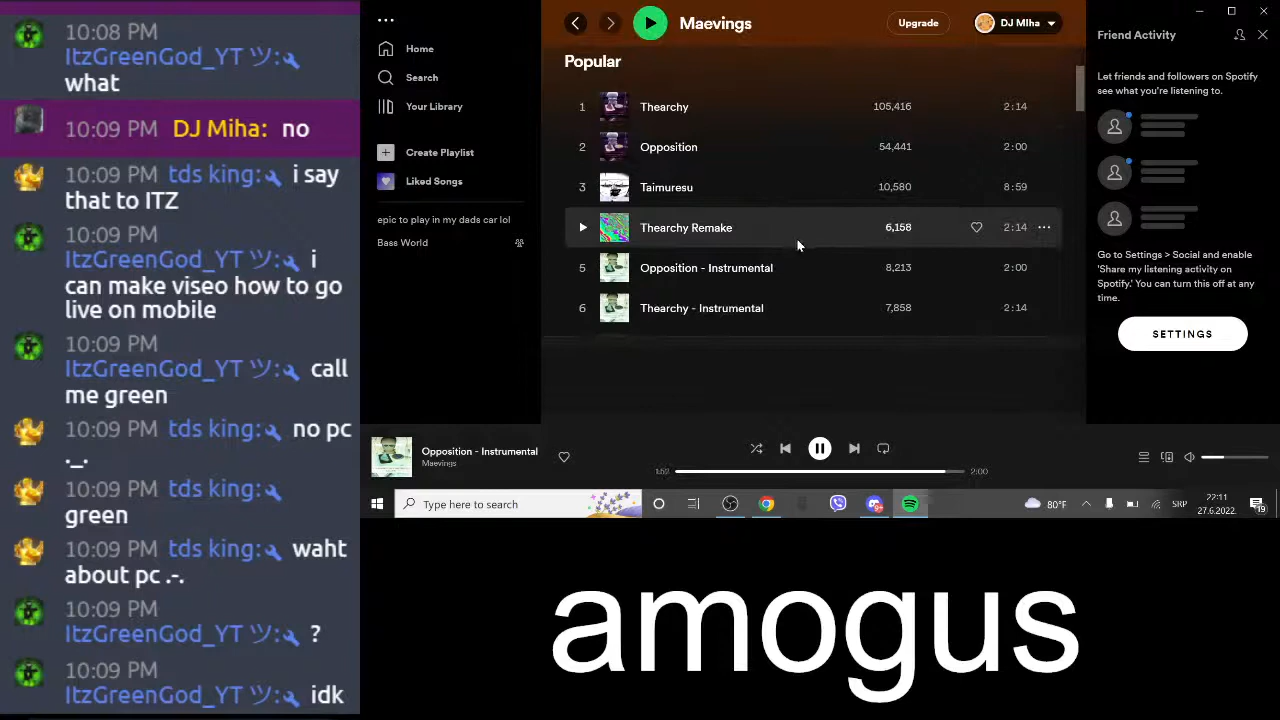 10:08 PM
ItzGreenGod_YT ツ:
what
10:09 PM DJ Miha: no
10:09 PM tds king: i say
that to ITZ
10:09 PM
ItzGreenGod_YT ツ: i
can make viseo how to go
live on mobile
10:09 PM
ItzGreenGod_YT ツ: call
me green
10:09 PM tds king: no pc
._.
10:09 PM tds king:
green
10:09 PM tds king: waht
about pc .-.
10:09 PM
ItzGreenGod_YT ツ: ?
10:09 PM
ItzGreenGod_YT ツ: idk
Home
Search
Your Library
Create Playlist
Liked Songs
epic to play in my dads car lol
Bass World
Maevings
Upgrade
DJ MIha
Popular
1 Thearchy 105,416 2:14
2 Opposition 54,441 2:00
3 Taimuresu 10,580 8:59
Thearchy Remake 6,158 2:14
5 Opposition - Instrumental 8,213 2:00
6 Thearchy - Instrumental 7,858 2:14
Friend Activity
Let friends and followers on Spotify
see what you're listening to.
Go to Settings > Social and enable
'Share my listening activity on
Spotify.' You can turn this off at any
time.
SETTINGS
Opposition - Instrumental
Maevings
1:52
2:00
Type here to search
9+
80°F
SRP
22:11
27.6.2022.
19
amogus